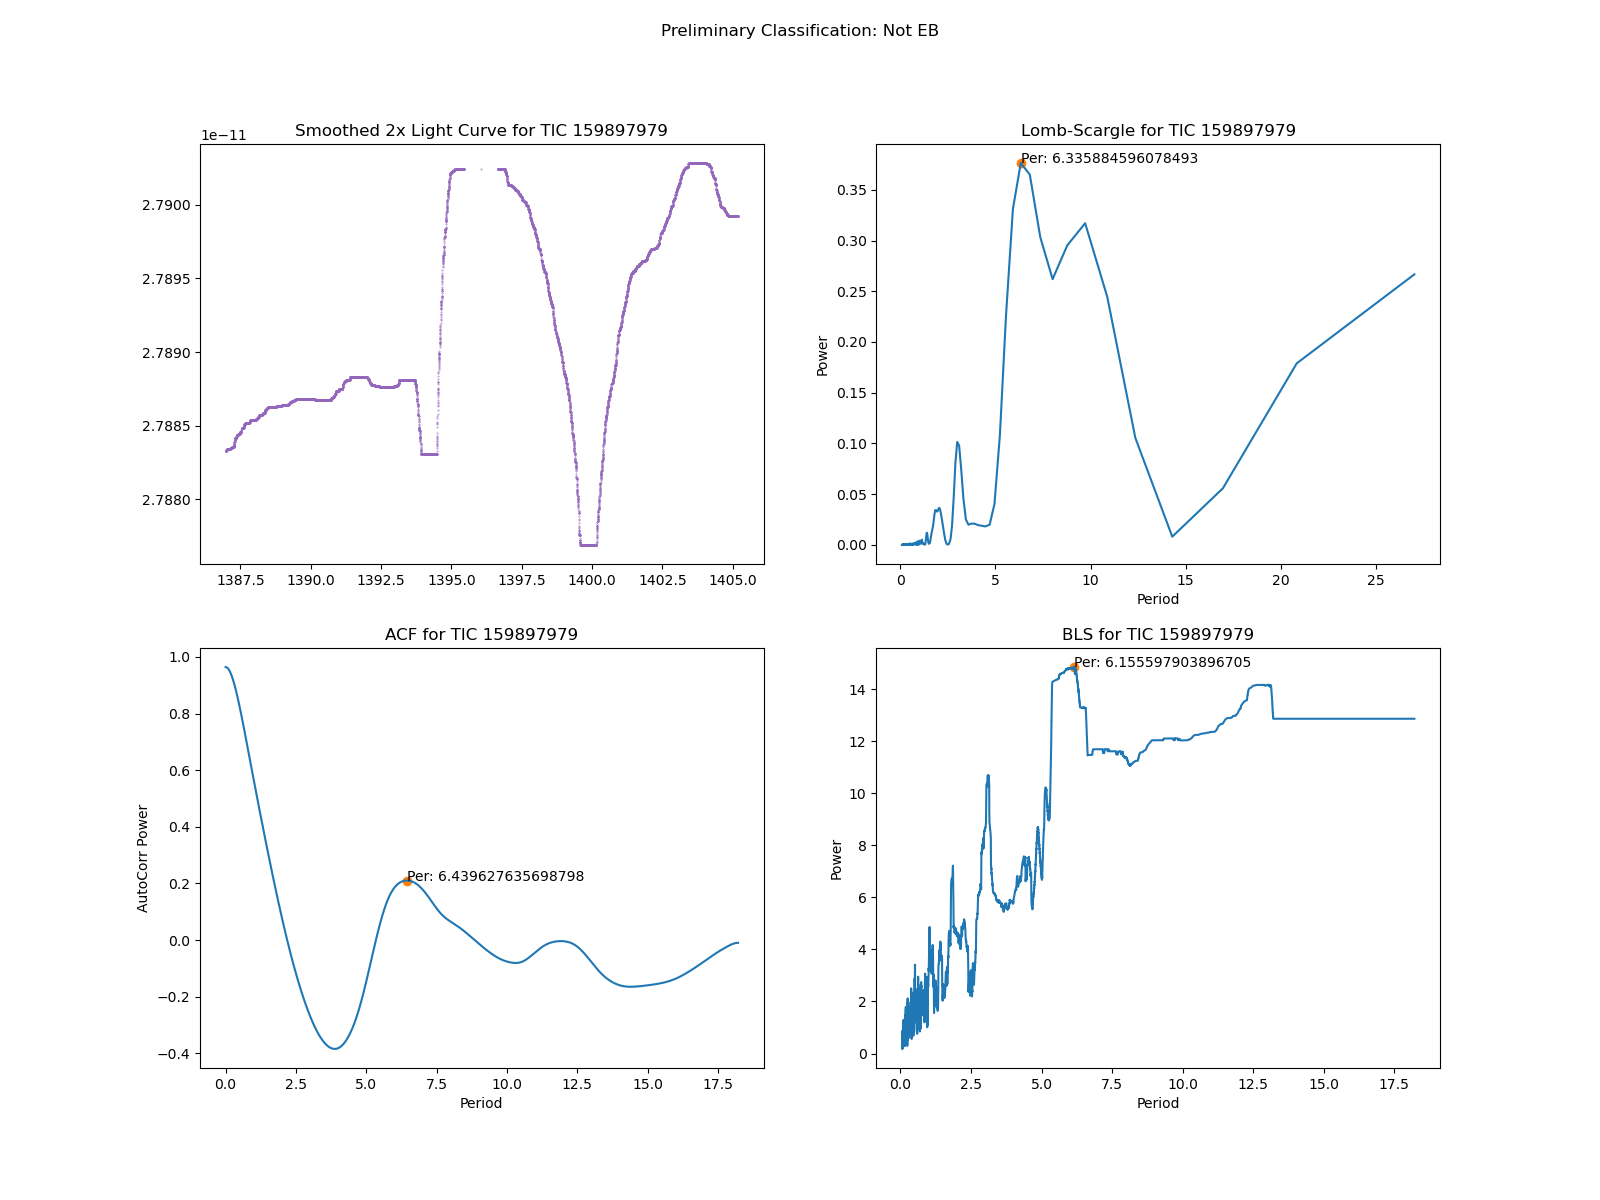 Preliminary Classification: Not EB
Smoothed 2x Light Curve for TIC 159897979
1e−11
2.7900
2.7895
2.7890
2.7885
2.7880
1387.5 1390.0 1392.5 1395.0 1397.5 1400.0 1402.5 1405.0
Lomb-Scargle for TIC 159897979
Per: 6.335884596078493
Power
0.35
0.30
0.25
0.20
0.15
0.10
0.05
0.00
0 5 10 15 20 25
Period
ACF for TIC 159897979
AutoCorr Power
1.0
0.8
0.6
0.4
0.2
0.0
−0.2
−0.4
Per: 6.439627635698798
0.0 2.5 5.0 7.5 10.0 12.5 15.0 17.5
Period
BLS for TIC 159897979
Per: 6.155597903896705
Power
14
12
10
8
6
4
2
0
0.0 2.5 5.0 7.5 10.0 12.5 15.0 17.5
Period